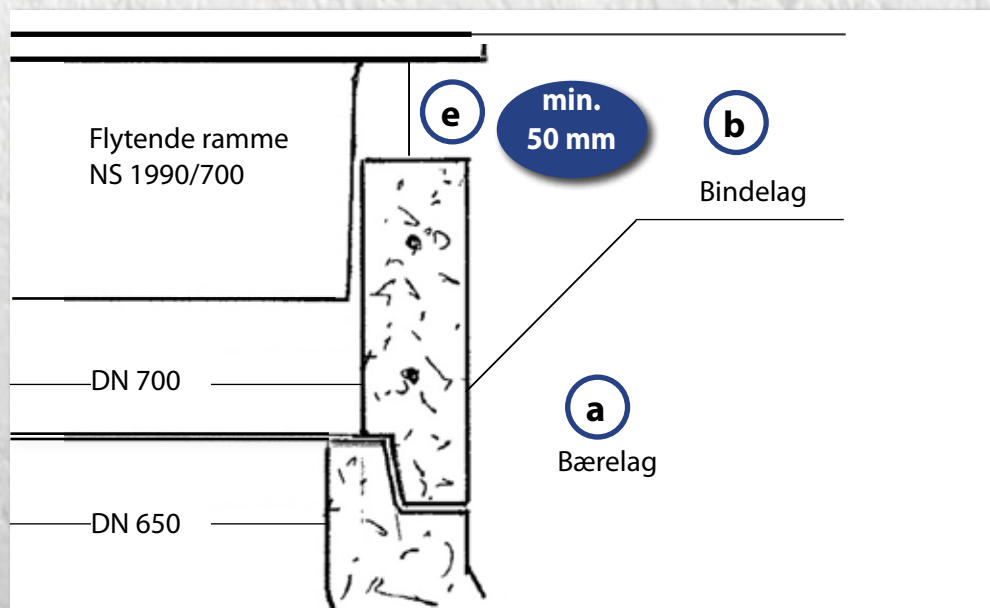 e
min.
50 mm
b
Flytende ramme
NS 1990/700
Bindelag
DN 700
a
Bærelag
DN 650